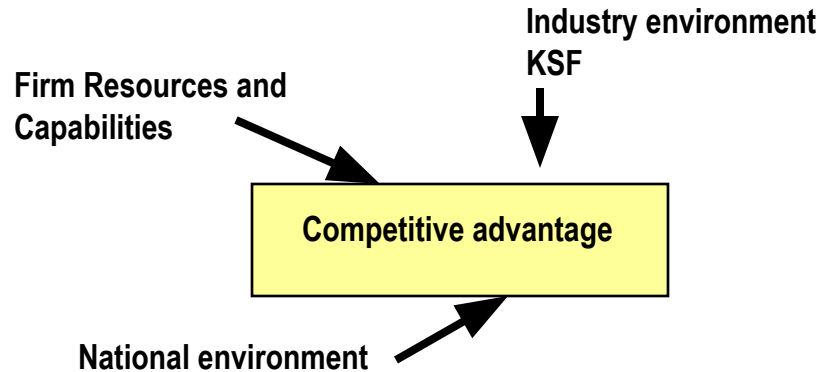 Industry environment
KSF
Firm Resources and
Capabilities
Competitive advantage
National environment